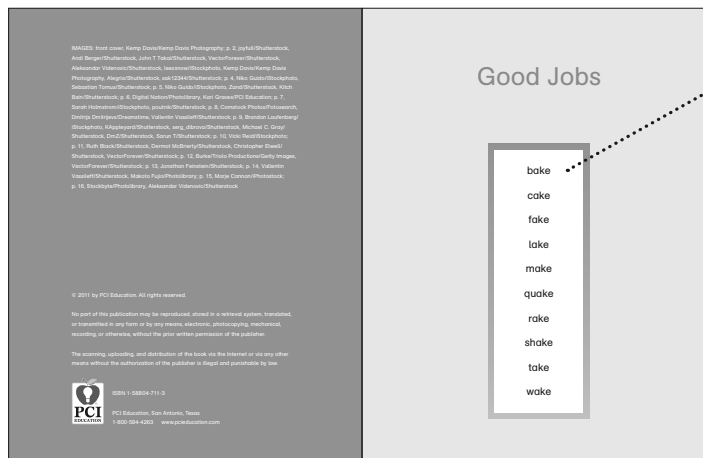 IMAGES: front cover, Kemp Davis/Kemp Davis Photography; p. 2, joyfull/Shutterstock,
Andi Berger/Shutterstock, John T Takai/Shutterstock, VectorForever/Shutterstock,
Aleksandar Videnovic/Shutterstock, leezsnow/iStockphoto, Kemp Davis/Kemp Davis
Photography, Alegria/Shutterstock, ssk12344/Shutterstock; p. 4, Niko Guido/iStockphoto,
Sebastian Tomus/Shutterstock; p. 5, Niko Guido/iStockphoto, Zand/Shutterstock, Kitch
Bain/Shutterstock; p. 6, Digital Nation/Photolibrary, Kari Groves/PCI Education; p. 7,
Sarah Holmstrom/iStockphoto, poutnik/Shutterstock; p. 8, Comstock Photos/Fotosearch,
Dmitrijs Dmitrijevs/Dreamstime, Vallentin Vassileff/Shutterstock; p. 9, Brandon Laufenberg/
iStockphoto, KAppleyard/Shutterstock, serg_dibrova/Shutterstock, Michael C. Gray/
Shutterstock, DmZ/Shutterstock, Sarun T/Shutterstock; p. 10, Vicki Reid/iStockphoto;
p. 11, Ruth Black/Shutterstock, Dermot McBrierty/Shutterstock, Christopher Elwell/
Shutterstock, VectorForever/Shutterstock; p. 12, Burke/Triolo Productions/Getty Images,
VectorForever/Shutterstock; p. 13, Jonathan Feinstein/Shutterstock; p. 14, Vallentin
Vassileff/Shutterstock, Makoto Fujio/Photolibrary; p. 15, Marje Cannon/iPhotostock;
p. 16, Stockbyte/Photolibrary, Aleksandar Videnovic/Shutterstock
© 2011 by PCI Education. All rights reserved.
No part of this publication may be reproduced, stored in a retrieval system, translated,
or transmitted in any form or by any means, electronic, photocopying, mechanical,
recording, or otherwise, without the prior written permission of the publisher.
The scanning, uploading, and distribution of the book via the Internet or via any other
means without the authorization of the publisher is illegal and punishable by law.
PCI
EDUCATION
ISBN 1-58804-711-3
PCI Education, San Antonio, Texas
1-800-594-4263 www.pcieducation.com
Good Jobs
bake
cake
fake
lake
make
quake
rake
shake
take
wake